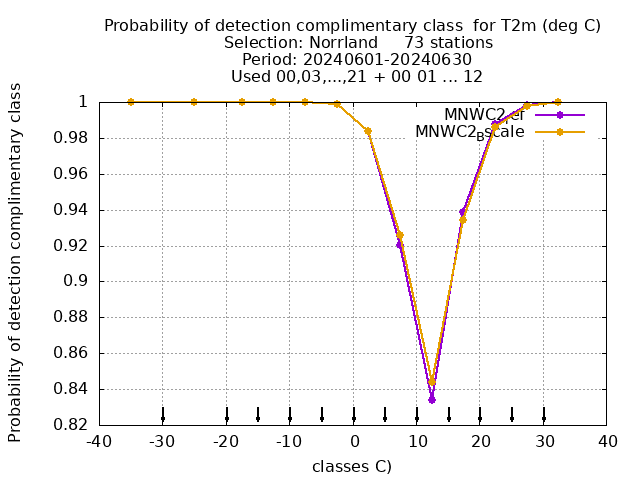 Probability of detection complimentary class  for T2m (deg C)
Selection: Norrland     73 stations
Period: 20240601-20240630
Used 00,03,...,21 + 00 01 ... 12
Probability of detection complimentary class
1
0.98
0.96
0.94
0.92
0.9
0.88
0.86
0.84
0.82
MNWC2,er
MNWC2Bscale
-40 -30 -20 -10 0 10 20 30 40
classes C)